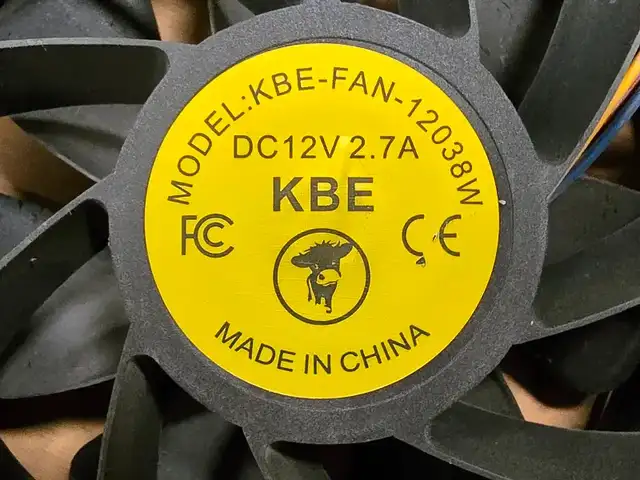 MODEL:KBE-FAN-12038W
DC12V 2.7A
KBE
FC CE
MADE IN CHINA